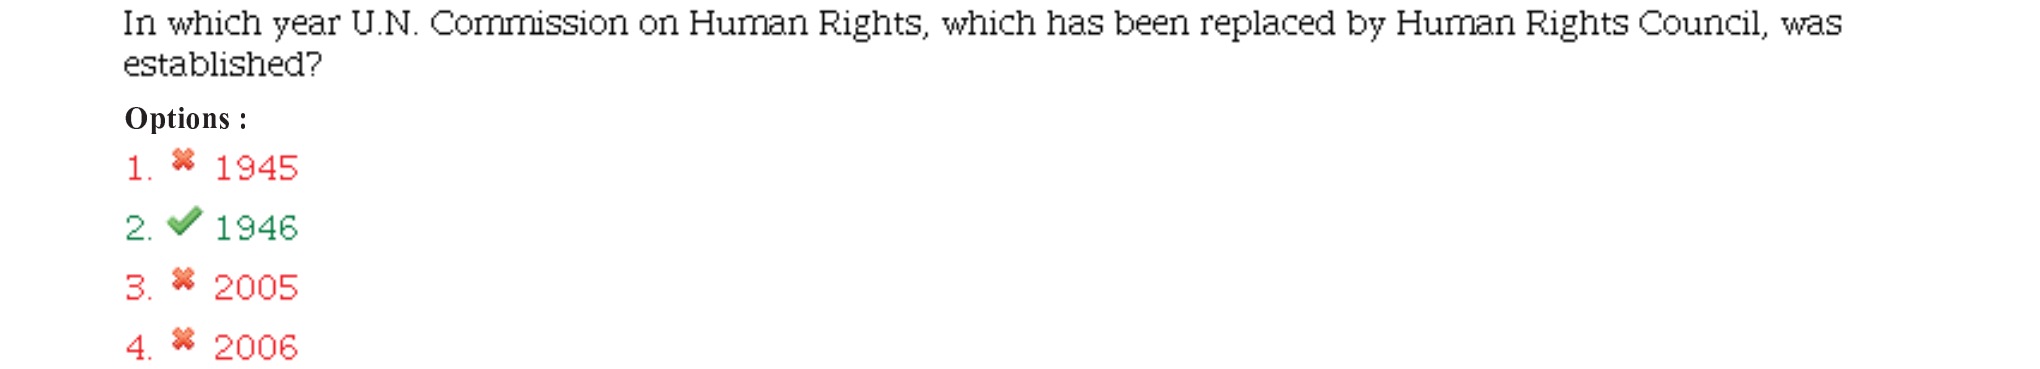 In which year U.N. Commission on Human Rights, which has been replaced by Human Rights Council, was
established?
Options :
1. ✖ 1945
2. ✔ 1946
3. ✖ 2005
4. ✖ 2006